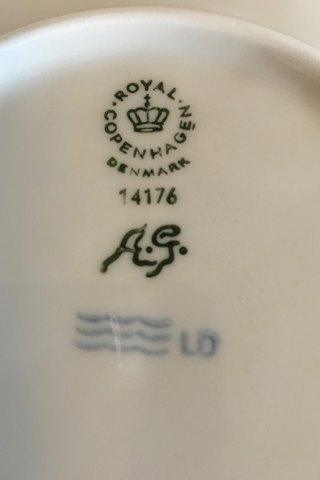 ROYAL COPENHAGEN
DENMARK
14176
A.G.
LD